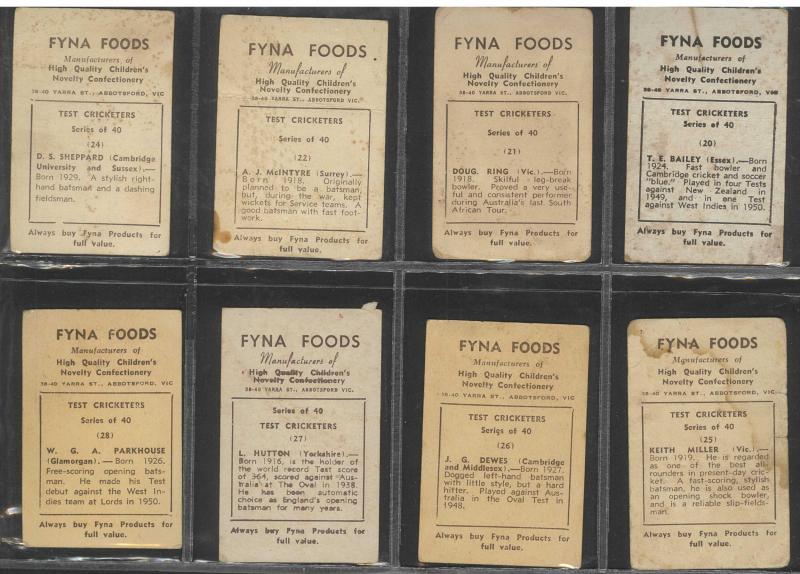 FYNA FOODS
Manufacturers of
High Quality Children's
Novelty Confectionery
38-40 YARRA ST., ABBOTSFORD, VIC
TEST CRICKETERS
Series of 40
(24)
D. S. SHEPPARD (Cambridge
University and Sussex).—
Born 1929. A stylish right-
hand batsman and a dashing
fieldsman.
Always buy Fyna Products for
full value.
FYNA FOODS
Manufacturers of
High Quality Children's
Novelty Confectionery
38-40 YARRA ST., ABBOTSFORD, VIC.
TEST CRICKETERS
Series of 40
(22)
A. J. McINTYRE (Surrey).—
Born 1918. Originally
planned to be a batsman,
but, during the war, kept
wickets for Service teams. A
good batsman with fast foot-
work.
Always buy Fyna Products for
full value.
FYNA FOODS
Manufacturers of
High Quality Children's
Novelty Confectionery
38-40 YARRA ST., ABBOTSFORD, VIC.
TEST CRICKETERS
Series of 40
(21)
DOUG. RING (Vic.).—Born
1918. Skilful leg-break
bowler. Proved a very use-
ful and consistent performer
during Australia's last South
African Tour.
Always buy Fyna Products for
full value.
FYNA FOODS
Manufacturers of
High Quality Children's
Novelty Confectionery
38-40 YARRA ST., ABBOTSFORD, VIC
TEST CRICKETERS
Series of 40
(20)
T. E. BAILEY (Essex).—Born
1924. Fast bowler and
Cambridge cricket and soccer
"blue." Played in four Tests
against New Zealand in
1949, and in one Test
against West Indies in 1950.
Always buy Fyna Products for
full value.
FYNA FOODS
Manufacturers of
High Quality Children's
Novelty Confectionery
38-40 YARRA ST., ABBOTSFORD, VIC
TEST CRICKETERS
Series of 40
(28)
W. G. A. PARKHOUSE
(Glamorgan).—Born 1926.
Free-scoring opening bats-
man. He made his Test
debut against the West In-
dies team at Lords in 1950.
Always buy Fyna Products for
full value.
FYNA FOODS
Manufacturers of
High Quality Children's
Novelty Confectionery
38-40 YARRA ST., ABBOTSFORD, VIC.
TEST CRICKETERS
Series of 40
(27)
L. HUTTON (Yorkshire).—
Born 1916, is the holder of
the world record Test score
of 364, scored against Aus-
tralia at The Oval in 1938.
He has been automatic
choice as England's opening
batsman for many years.
Always buy Fyna Products for
full value.
FYNA FOODS
Manufacturers of
High Quality Children's
Novelty Confectionery
38-40 YARRA ST., ABBOTSFORD, VIC.
TEST CRICKETERS
Series of 40
(26)
J. G. DEWES (Cambridge
and Middlesex).—Born 1927.
Dogged left-hand batsman
with little style, but a hard
hitter. Played against Aus-
tralia in the Oval Test in
1948.
Always buy Fyna Products for
full value.
FYNA FOODS
Manufacturers of
High Quality Children's
Novelty Confectionery
38-40 YARRA ST., ABBOTSFORD, VIC
TEST CRICKETERS
Series of 40
(25)
KEITH MILLER (Vic.).—
Born 1919. He is regarded
as one of the best all-
rounders in present-day cric-
ket. A fast-scoring, stylish
batsman, he is also used as
an opening shock bowler,
and is a reliable slip-fields-
man.
Always buy Fyna Products for
full value.